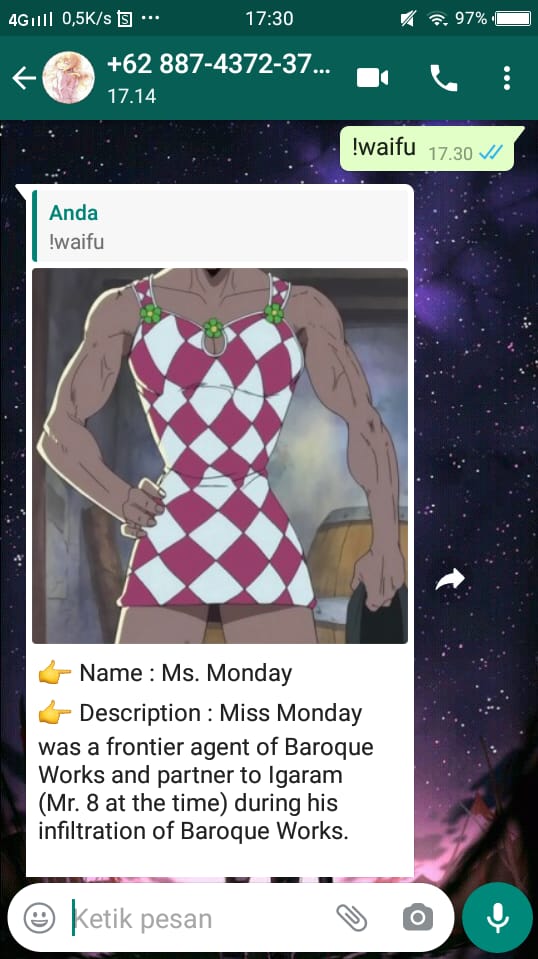 4G 0,5K/s S ... 17:30 97%
+62 887-4372-37...
17.14
!waifu 17.30
Anda
!waifu
👉 Name : Ms. Monday
👉 Description : Miss Monday
was a frontier agent of Baroque
Works and partner to Igaram
(Mr. 8 at the time) during his
infiltration of Baroque Works.
Ketik pesan